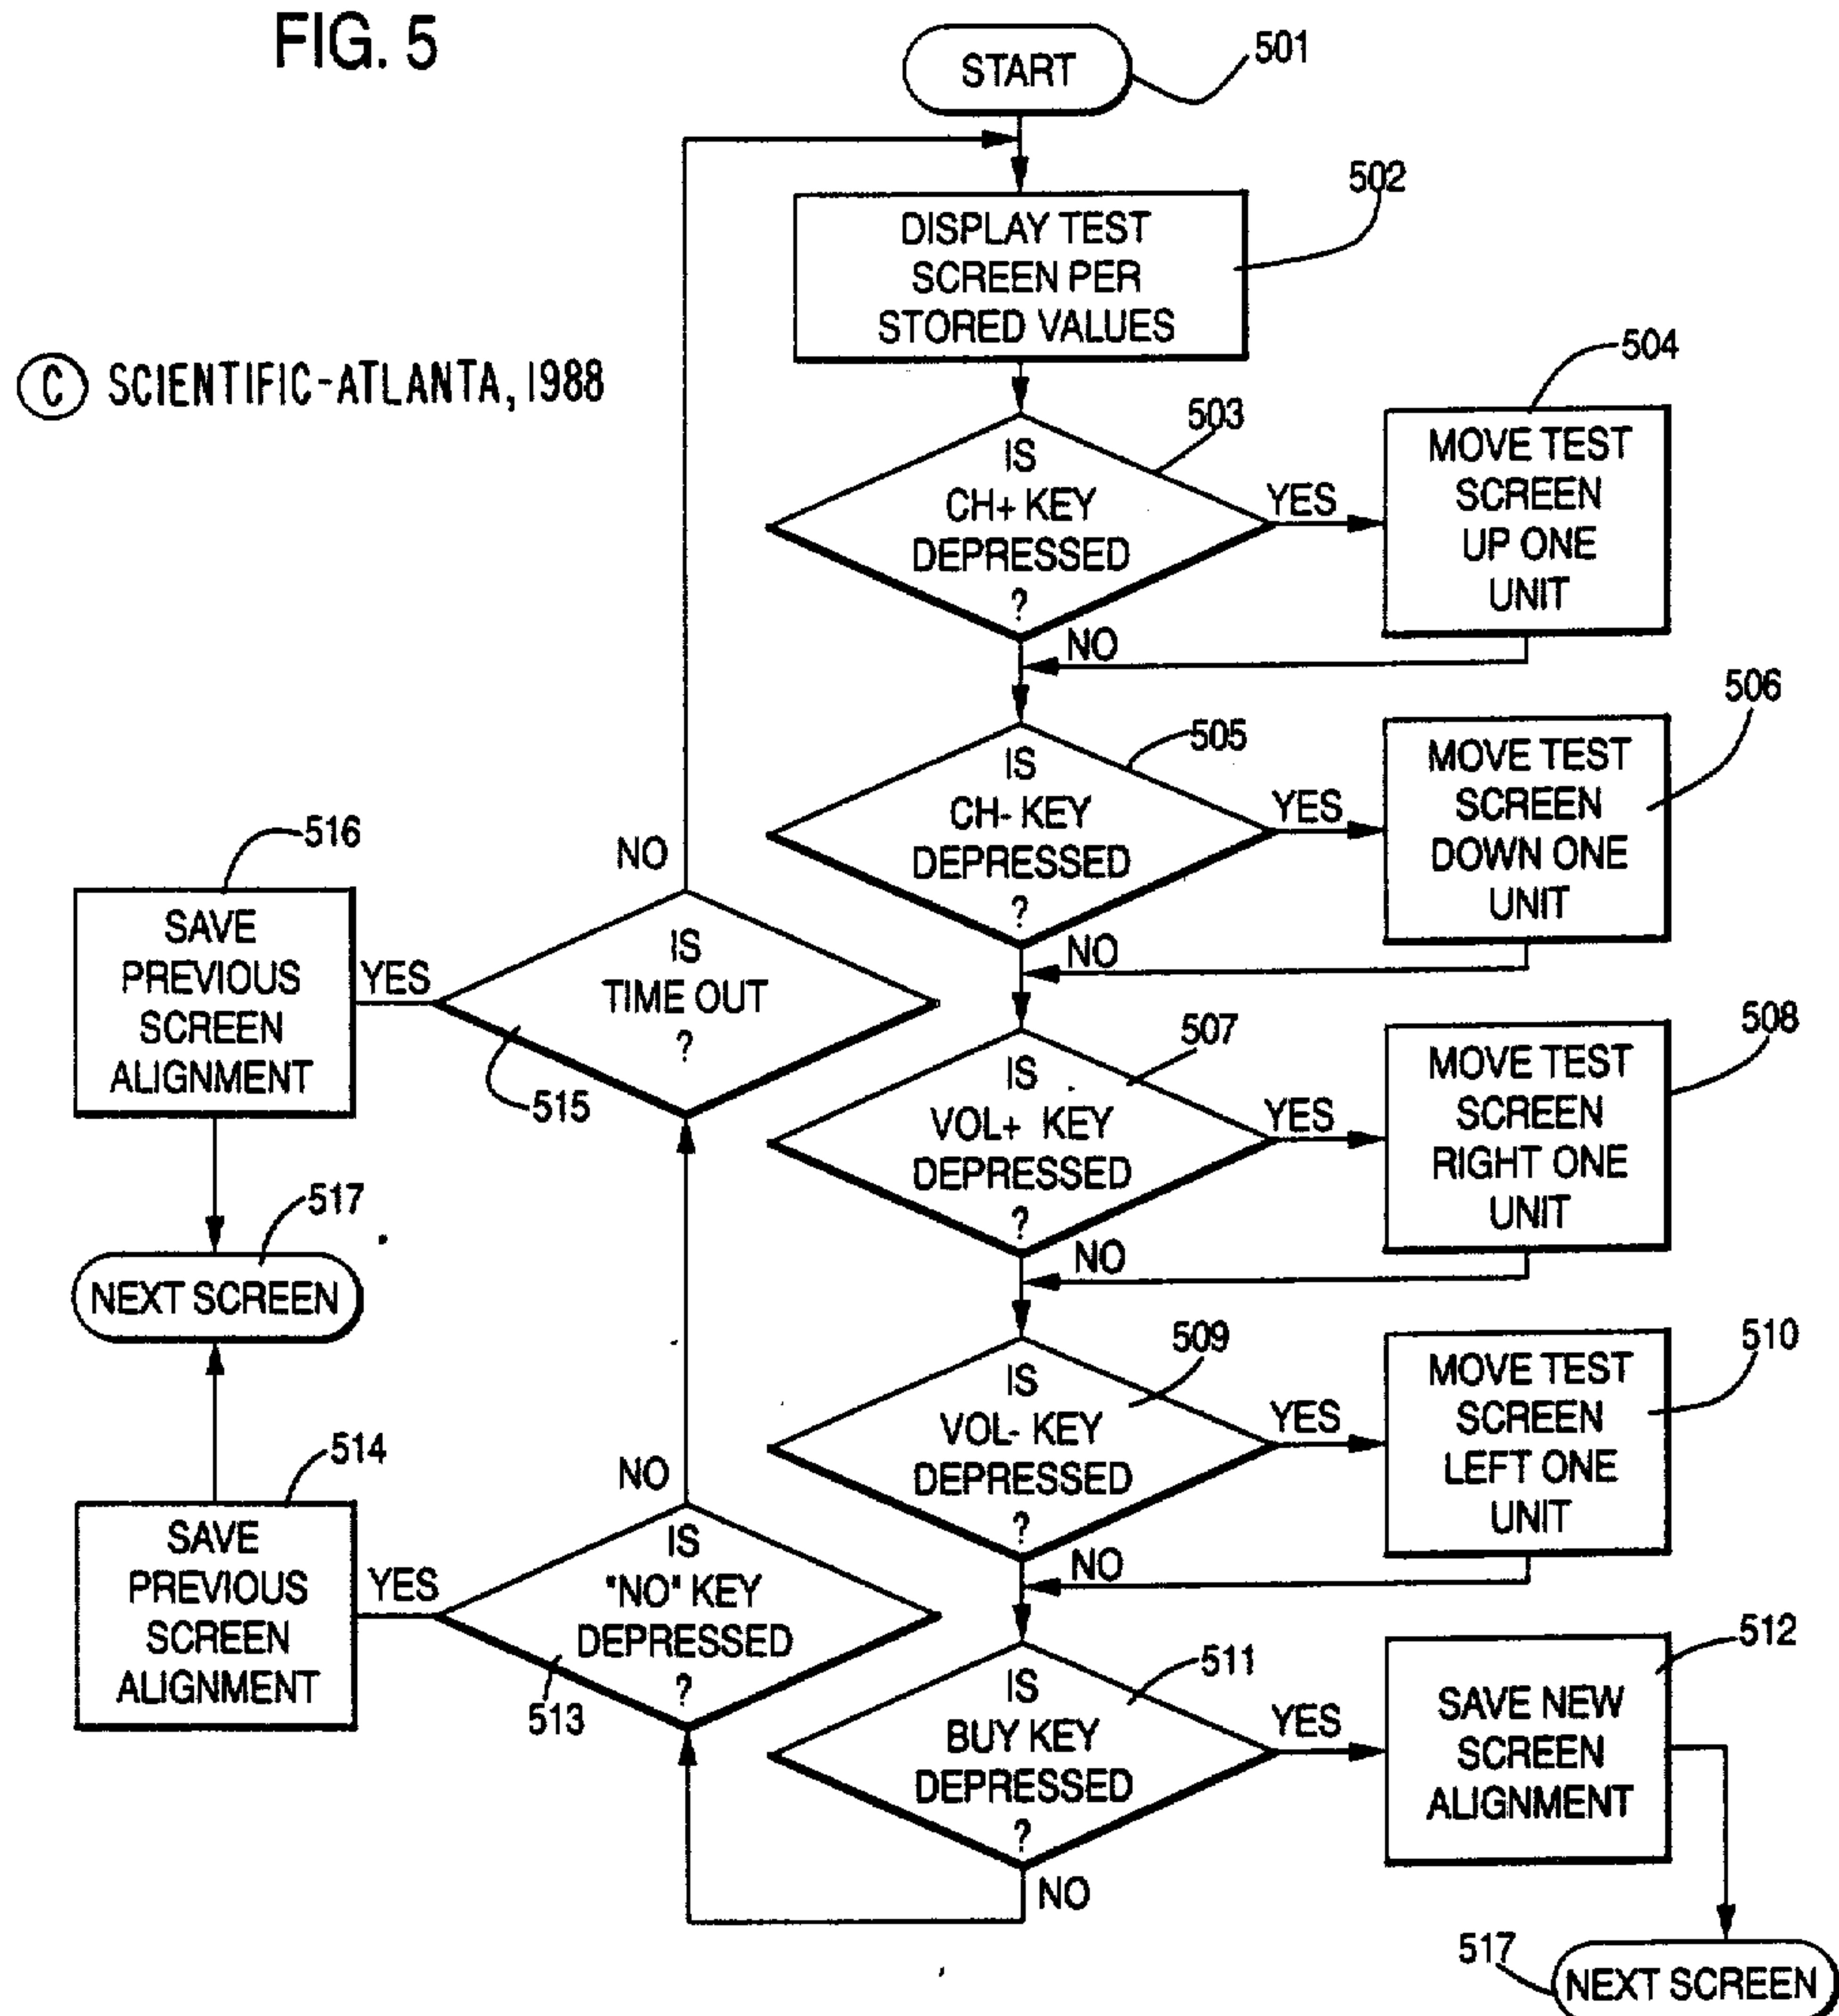 FIG. 5
START
501
502
DISPLAY TEST
SCREEN PER
STORED VALUES
© SCIENTIFIC-ATLANTA, 1988
503
IS
CH+ KEY
DEPRESSED
?
YES
NO
504
MOVE TEST
SCREEN
UP ONE
UNIT
505
IS
CH- KEY
DEPRESSED
?
YES
NO
506
MOVE TEST
SCREEN
DOWN ONE
UNIT
507
IS
VOL+ KEY
DEPRESSED
?
YES
NO
508
MOVE TEST
SCREEN
RIGHT ONE
UNIT
509
IS
VOL- KEY
DEPRESSED
?
YES
NO
510
MOVE TEST
SCREEN
LEFT ONE
UNIT
511
IS
BUY KEY
DEPRESSED
?
YES
NO
512
SAVE NEW
SCREEN
ALIGNMENT
517
NEXT SCREEN
513
IS
"NO" KEY
DEPRESSED
?
YES
NO
514
SAVE
PREVIOUS
SCREEN
ALIGNMENT
515
IS
TIME OUT
?
YES
NO
516
SAVE
PREVIOUS
SCREEN
ALIGNMENT
517
NEXT SCREEN